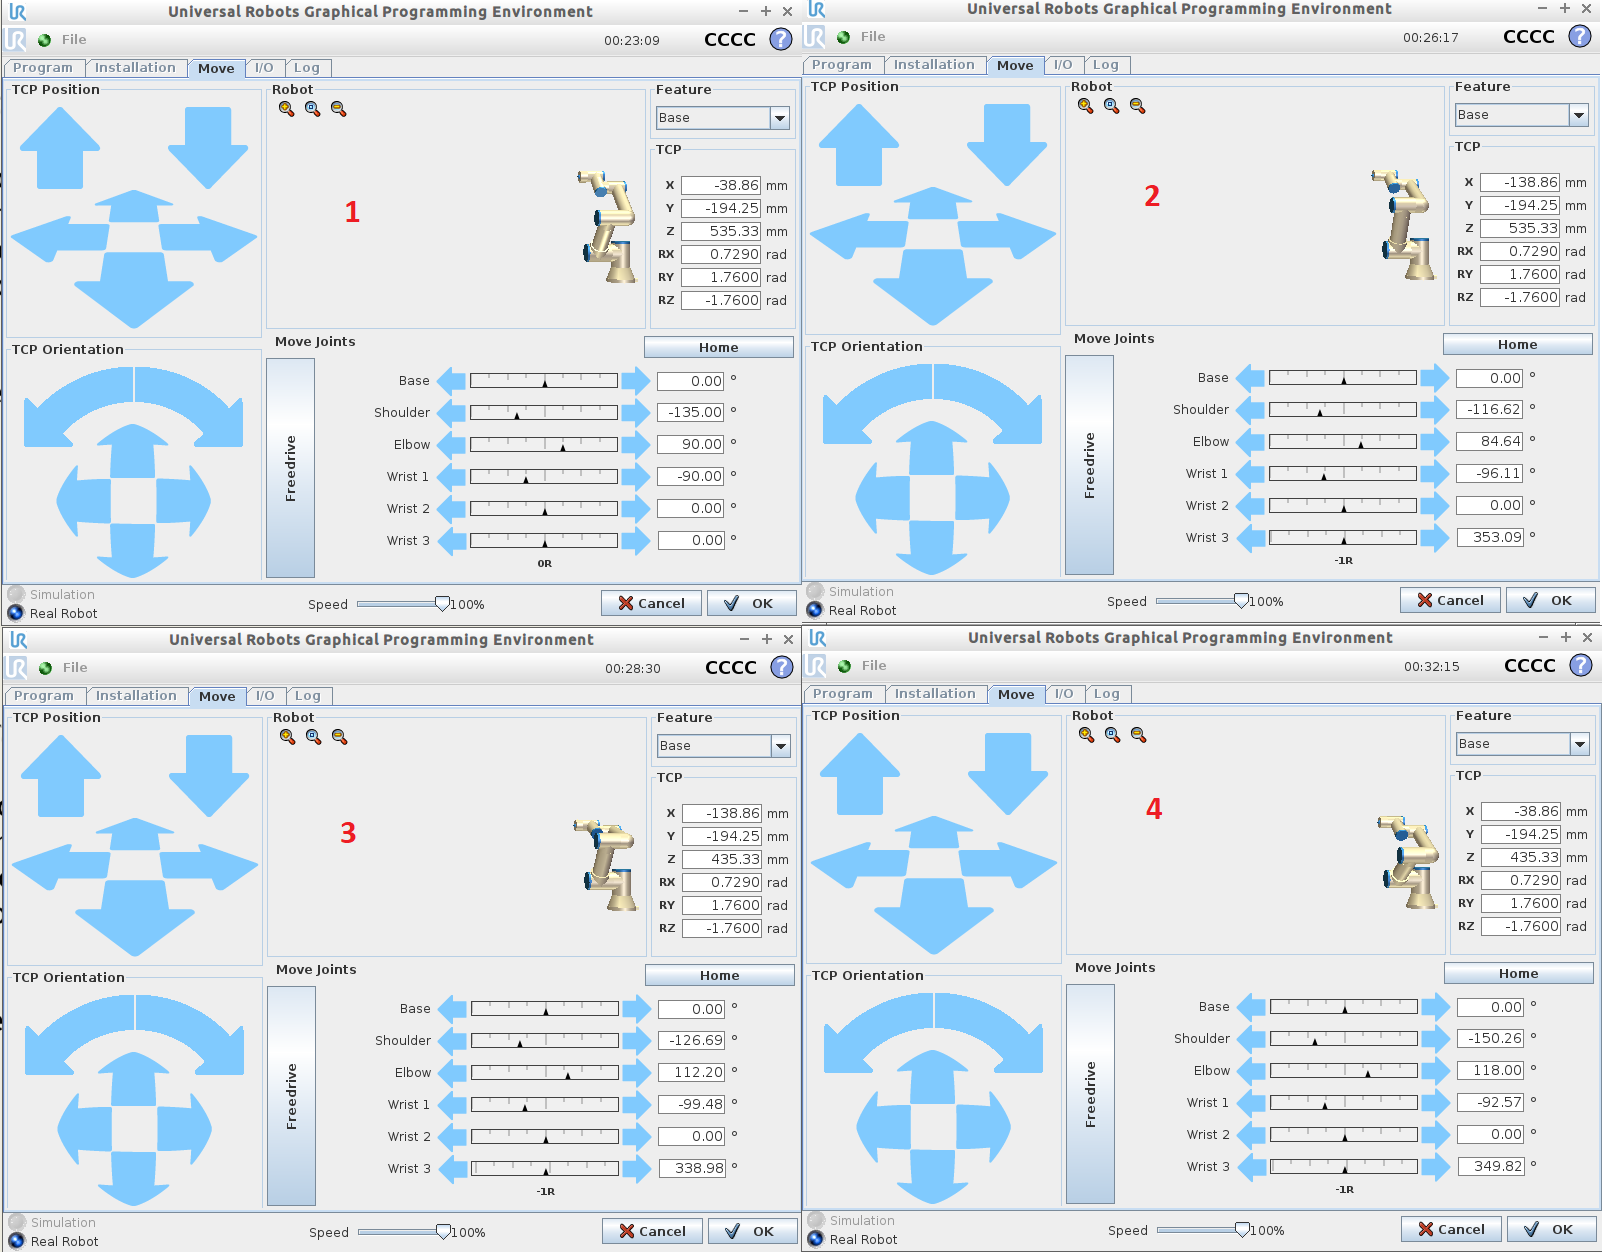 Universal Robots Graphical Programming Environment
File
00:23:09
CCCC
?
Program Installation Move I/O Log
TCP Position
Robot
Feature
Base
TCP
1
X -38.86 mm
Y -194.25 mm
Z 535.33 mm
RX 0.7290 rad
RY 1.7600 rad
RZ -1.7600 rad
TCP Orientation
Move Joints
Home
Freedrive
Base 0.00 °
Shoulder -135.00 °
Elbow 90.00 °
Wrist 1 -90.00 °
Wrist 2 0.00 °
Wrist 3 0.00 °
0R
Simulation
Real Robot
Speed 100%
Cancel
OK
Universal Robots Graphical Programming Environment
File
00:26:17
CCCC
?
Program Installation Move I/O Log
TCP Position
Robot
Feature
Base
TCP
2
X -138.86 mm
Y -194.25 mm
Z 535.33 mm
RX 0.7290 rad
RY 1.7600 rad
RZ -1.7600 rad
TCP Orientation
Move Joints
Home
Freedrive
Base 0.00 °
Shoulder -116.62 °
Elbow 84.64 °
Wrist 1 -96.11 °
Wrist 2 0.00 °
Wrist 3 353.09 °
-1R
Simulation
Real Robot
Speed 100%
Cancel
OK
Universal Robots Graphical Programming Environment
File
00:28:30
CCCC
?
Program Installation Move I/O Log
TCP Position
Robot
Feature
Base
TCP
3
X -138.86 mm
Y -194.25 mm
Z 435.33 mm
RX 0.7290 rad
RY 1.7600 rad
RZ -1.7600 rad
TCP Orientation
Move Joints
Home
Freedrive
Base 0.00 °
Shoulder -126.69 °
Elbow 112.20 °
Wrist 1 -99.48 °
Wrist 2 0.00 °
Wrist 3 338.98 °
-1R
Simulation
Real Robot
Speed 100%
Cancel
OK
Universal Robots Graphical Programming Environment
File
00:32:15
CCCC
?
Program Installation Move I/O Log
TCP Position
Robot
Feature
Base
TCP
4
X -38.86 mm
Y -194.25 mm
Z 435.33 mm
RX 0.7290 rad
RY 1.7600 rad
RZ -1.7600 rad
TCP Orientation
Move Joints
Home
Freedrive
Base 0.00 °
Shoulder -150.26 °
Elbow 118.00 °
Wrist 1 -92.57 °
Wrist 2 0.00 °
Wrist 3 349.82 °
-1R
Simulation
Real Robot
Speed 100%
Cancel
OK